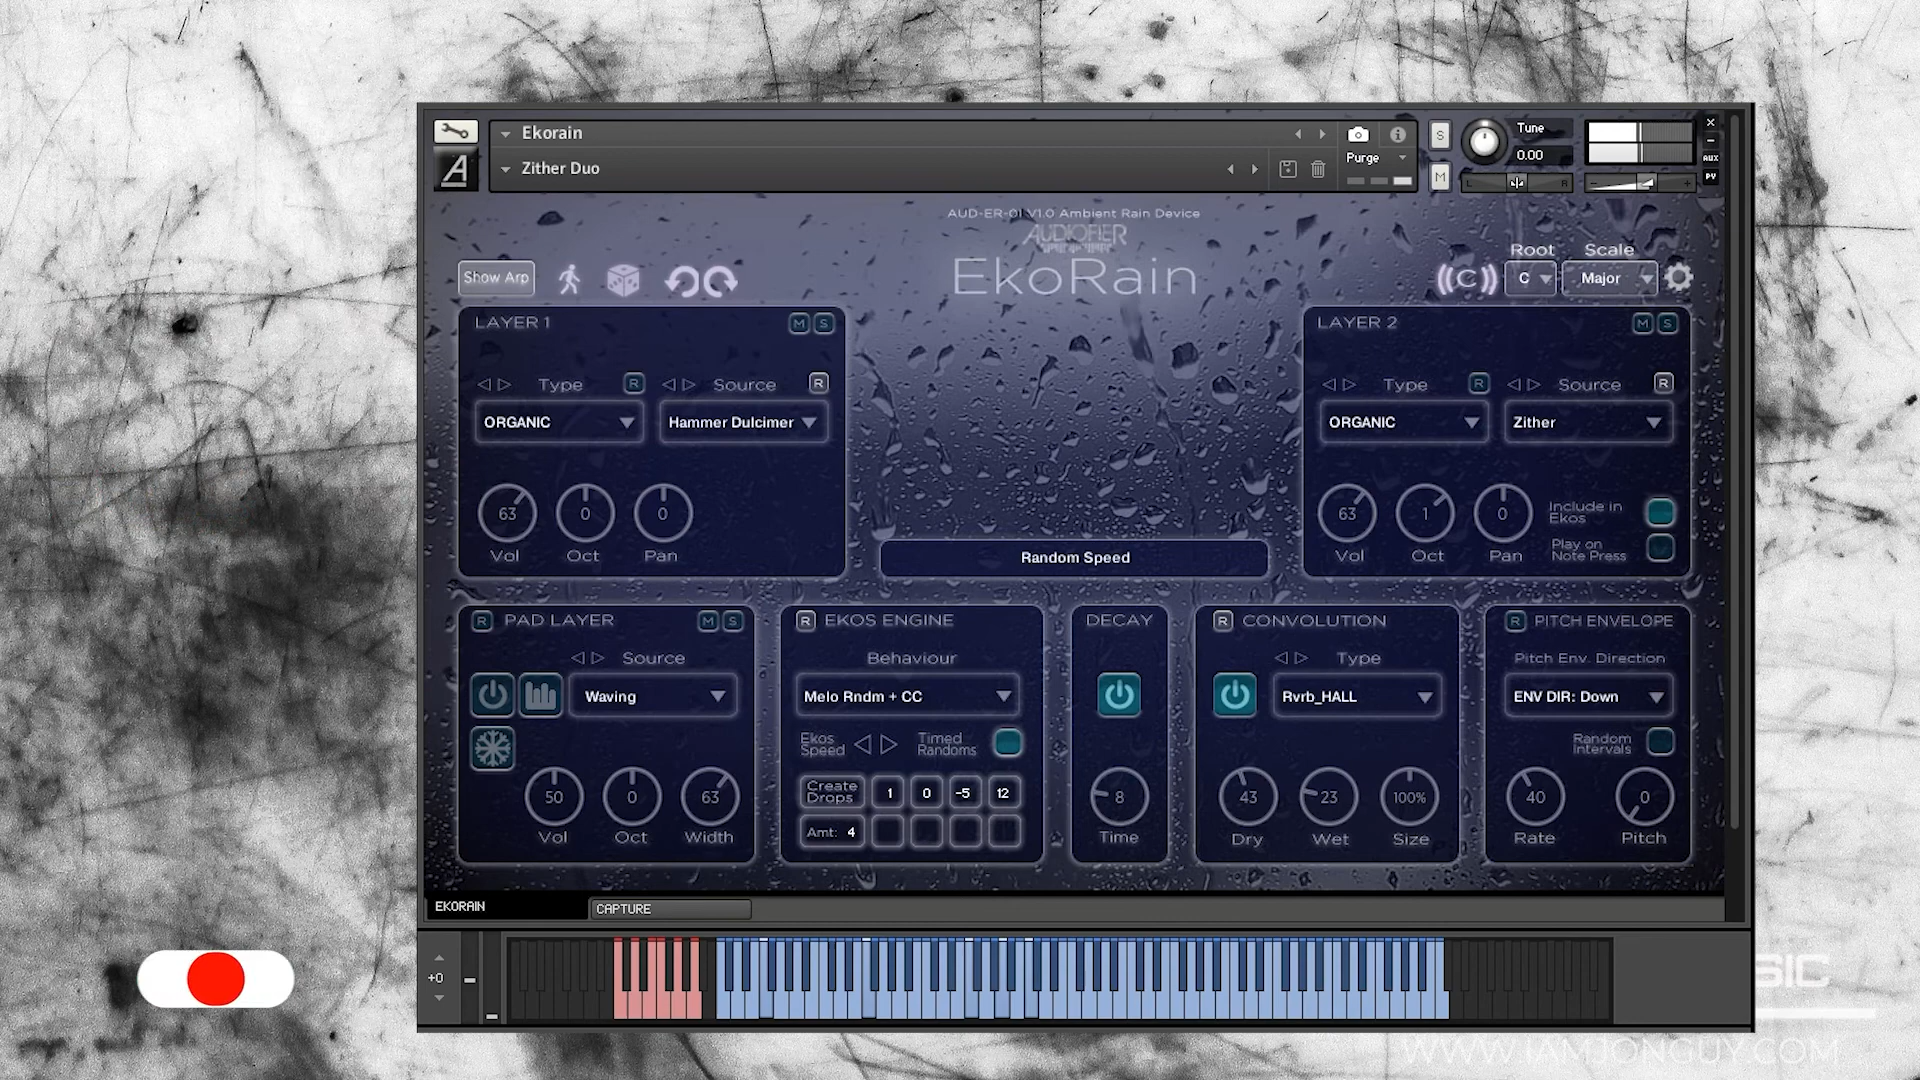 Ekorain
Purge
S
Tune
0.00
AUX
PV
A
Zither Duo
M
L
R
AUD-ER-01 V1.0 Ambient Rain Device
AUDIOFIER
EkoRain
Show Arp
((C))
Root
Scale
C
Major
LAYER 1
M S
Type
R
Source
R
ORGANIC
Hammer Dulcimer
63
0
0
Vol
Oct
Pan
Random Speed
LAYER 2
M S
Type
R
Source
R
ORGANIC
Zither
63
1
0
Vol
Oct
Pan
Include in
Ekos
Play on
Note Press
R PAD LAYER
M S
Source
Waving
50
0
63
Vol
Oct
Width
R EKOS ENGINE
Behaviour
Melo Rndm + CC
Ekos
Speed
Timed
Randoms
Create
Drops
1
0
-5
12
Amt: 4
DECAY
8
Time
R CONVOLUTION
Type
Rvrb_HALL
43
23
100%
Dry
Wet
Size
R PITCH ENVELOPE
Pitch Env. Direction
ENV DIR: Down
Random
Intervals
40
0
Rate
Pitch
EKORAIN
CAPTURE
+0
SIC
WWW.IAMJONGUY.COM